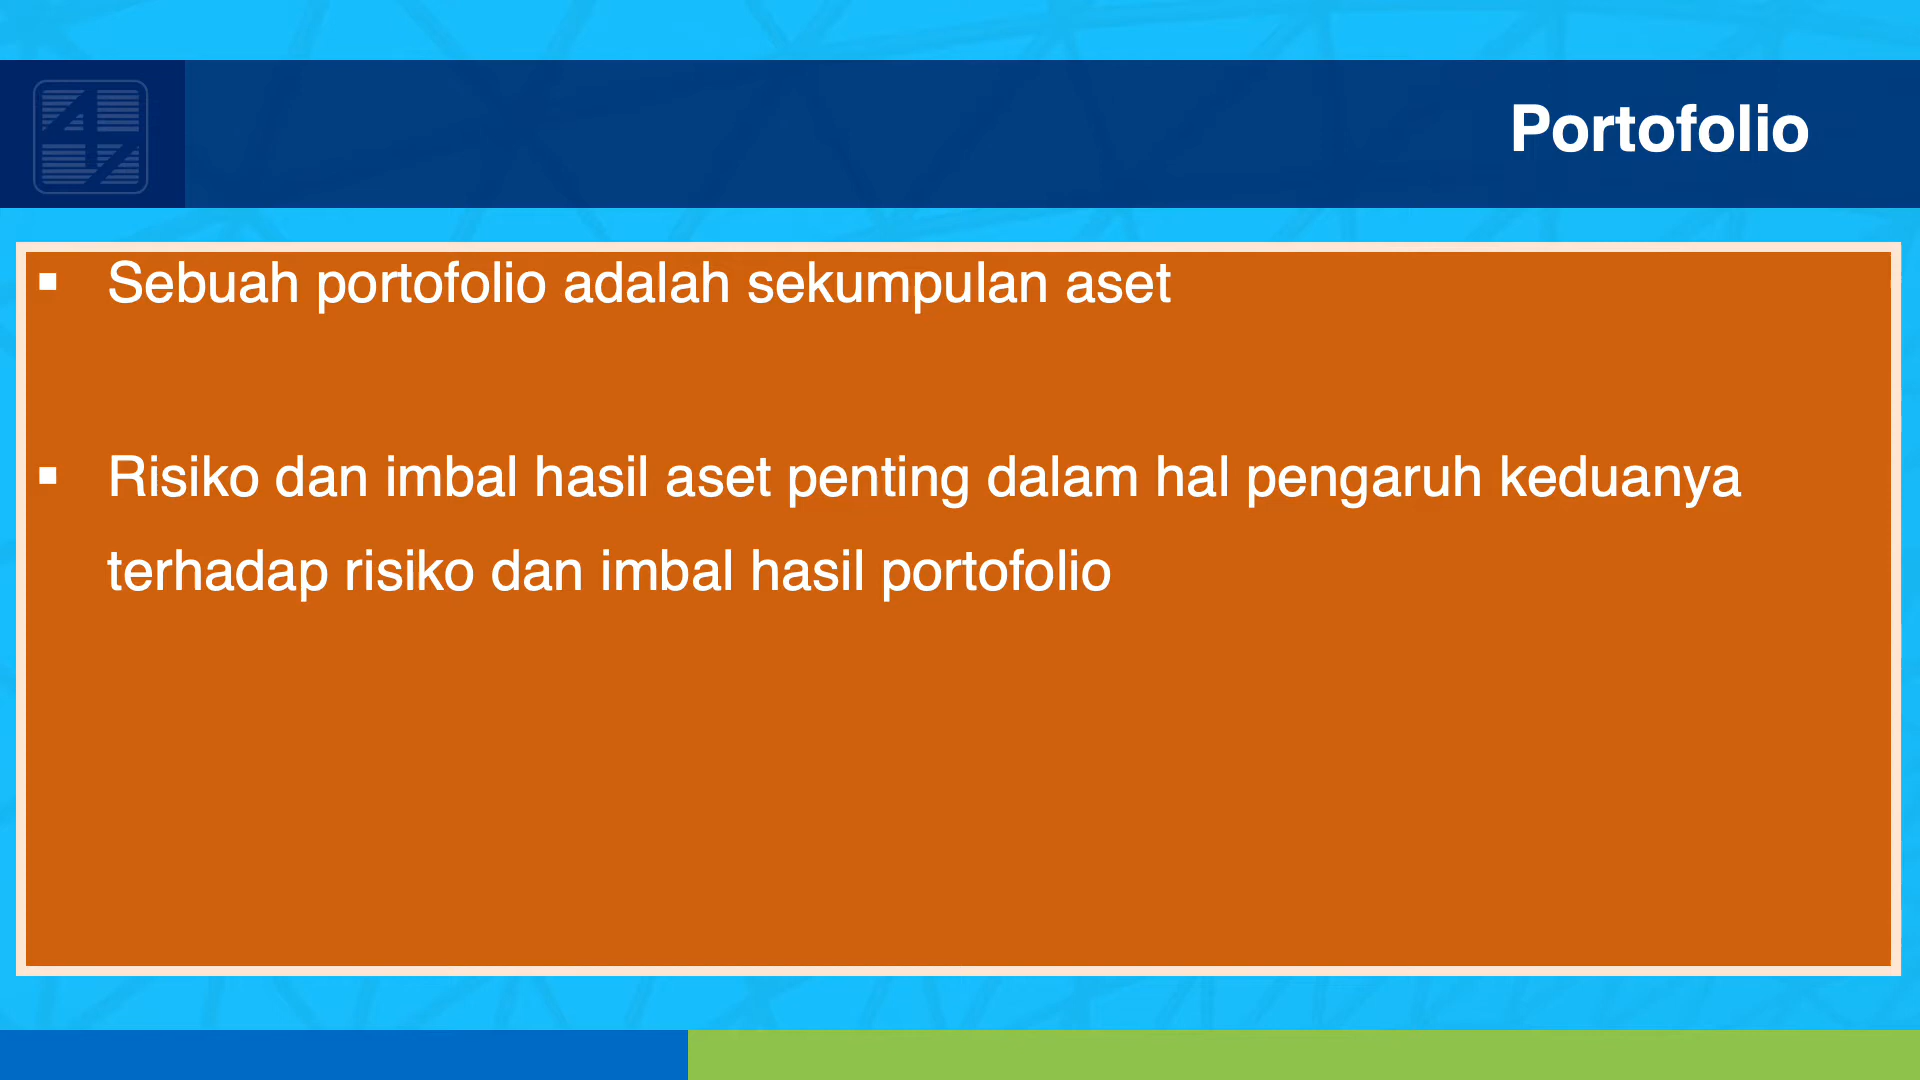 Portofolio
▪ Sebuah portofolio adalah sekumpulan aset
▪ Risiko dan imbal hasil aset penting dalam hal pengaruh keduanya
terhadap risiko dan imbal hasil portofolio